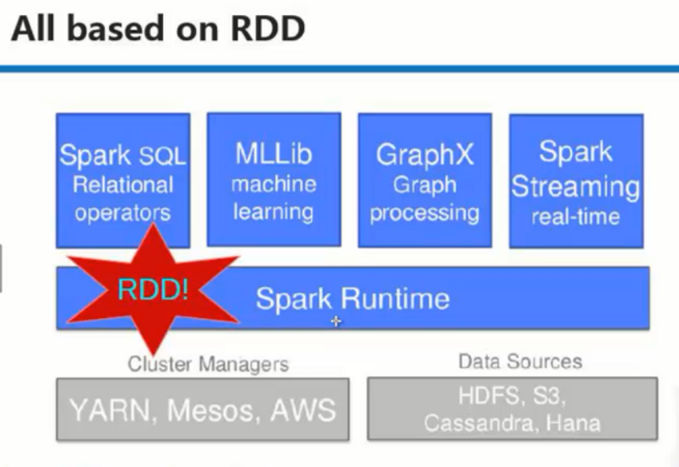 All based on RDD
Spark SQL
Relational
operators
MLLib
machine
learning
GraphX
Graph
processing
Spark
Streaming
real-time
RDD!
Spark Runtime
Cluster Managers
YARN, Mesos, AWS
Data Sources
HDFS, S3,
Cassandra, Hana